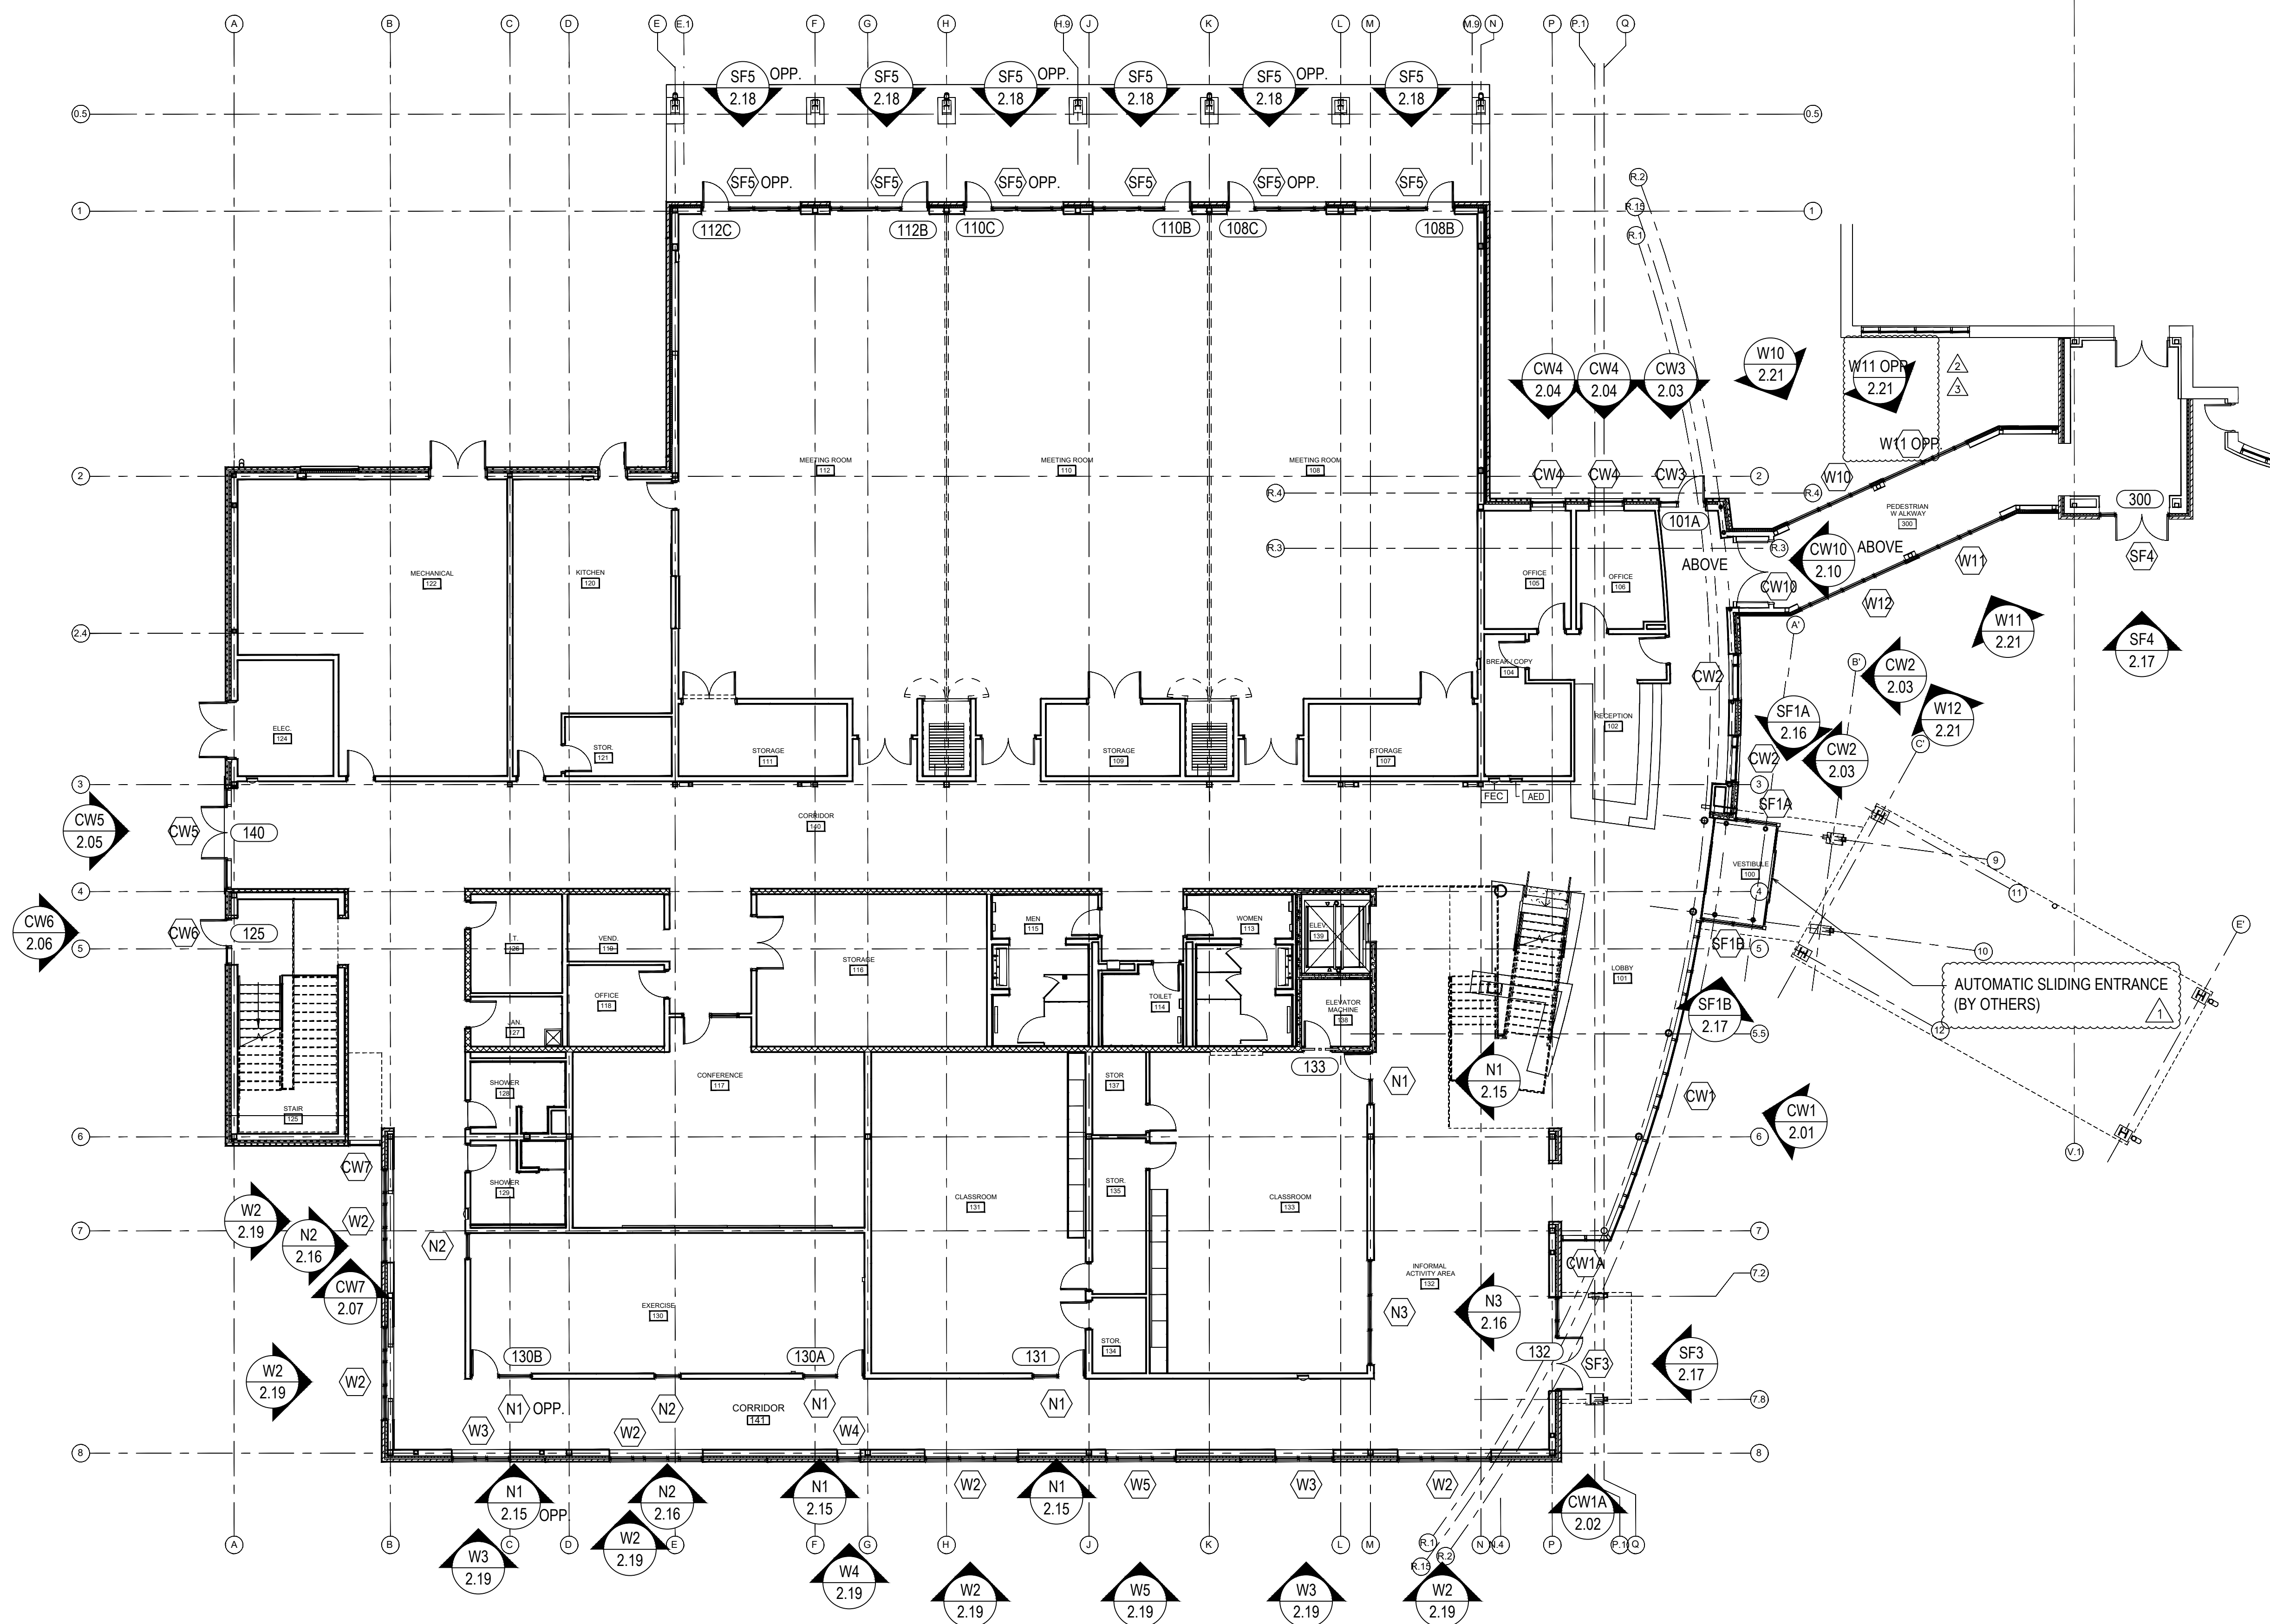 A B C D E E.1 F G H H.9 J K L M M.9 N P P.1 Q
SF5 OPP. SF5 SF5 OPP. SF5 SF5 OPP. SF5
2.18 2.18 2.18 2.18 2.18 2.18
0.5 0.5
SF5 OPP. SF5 SF5 OPP. SF5 SF5 OPP. SF5
R.2
R.15
1 1
R.1
112C 112B 110C 110B 108C 108B
W10
2.21
W11 OPP.
2.21
2
3
CW4 CW4 CW3
2.04 2.04 2.03
W11 OPP.
MEETING ROOM
112
MEETING ROOM
110
MEETING ROOM
108
2 CW4 CW4 CW3 2 W10
R.4 R.4
101A
PEDESTRIAN
W ALKWAY
300
300
R.3 R.3
CW10
2.10
ABOVE
ABOVE
SF4
W11
MECHANICAL
122
KITCHEN
120
OFFICE
105
OFFICE
106
CW10
W12
2.4
A'
W11
2.21
SF4
2.17
BREAK / COPY
104
CW2
B'
CW2
2.03
ELEC.
124
STOR.
121
STORAGE
111
STORAGE
109
STORAGE
107
RECEPTION
102
SF1A
2.16
W12
2.21
C'
CW2
CW2
2.03
3 3
FEC AED
SF1A
CORRIDOR
140
CW5
2.05
CW5
140
9
VESTIBULE
100
4 4
11
CW6
2.06
CW6
125
I.T.
126
VEND.
119
MEN
115
WOMEN
113
ELEV.
139
E'
5 SF1B 5
10
STORAGE
116
LOBBY
101
AUTOMATIC SLIDING ENTRANCE
(BY OTHERS)
1
OFFICE
118
TOILET
114
ELEVATOR
MACHINE
138
SF1B
2.17
JAN.
127
5.5
12
133
CONFERENCE
117
STOR
137
N1
N1
2.15
SHOWER
128
CW1
STAIR
125
CW1
2.01
6 6
V.1
CW7
SHOWER
129
STOR.
135
CLASSROOM
131
CLASSROOM
133
W2
2.19
W2
N2
2.16
7 7
N2
CW1A
CW7
2.07
INFORMAL
ACTIVITY AREA
132
7.2
EXERCISE
130
N3
N3
2.16
STOR.
134
130B 130A 131 132
SF3
SF3
2.17
W2
2.19
W2
7.8
N1 OPP. N2 N1 N1
CORRIDOR
141
W3 W2 W4
8 8
N1
2.15
OPP.
N2
2.16
N1
2.15
N1
2.15
W2 W5 W3 W2
CW1A
2.02
A B C D E F G H J K L M R.1 N N.4 P P.1 Q
R.2
R.15
W3
2.19
W2
2.19
W4
2.19
W2
2.19
W5
2.19
W3
2.19
W2
2.19